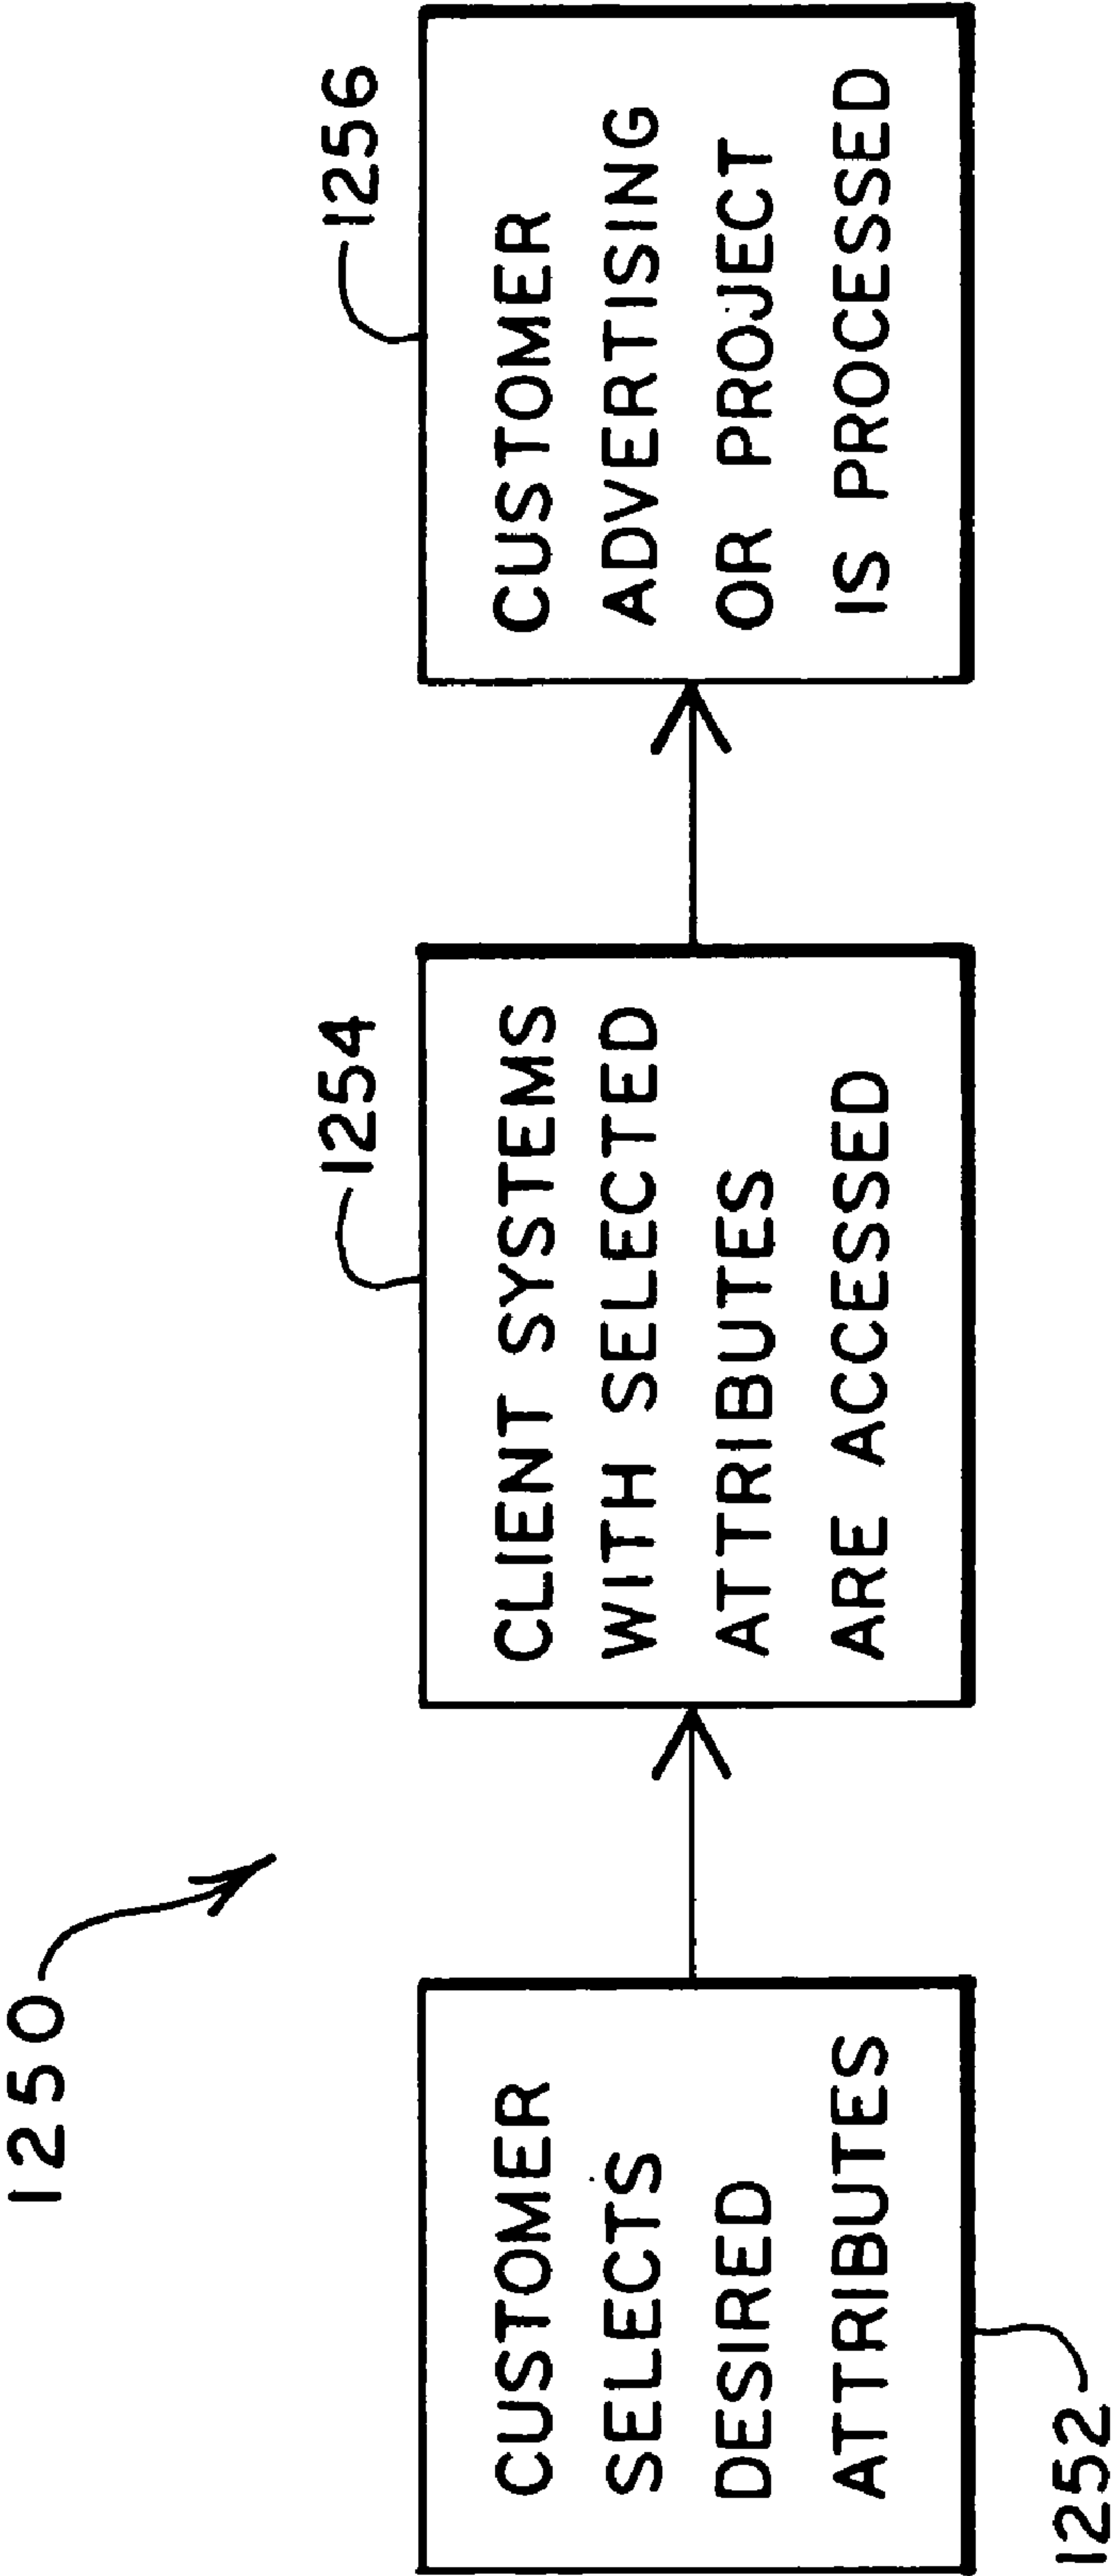 1250
CUSTOMER
SELECTS
DESIRED
ATTRIBUTES
1252
CLIENT SYSTEMS
WITH SELECTED
ATTRIBUTES
ARE ACCESSED
1254
CUSTOMER
ADVERTISING
OR PROJECT
IS PROCESSED
1256